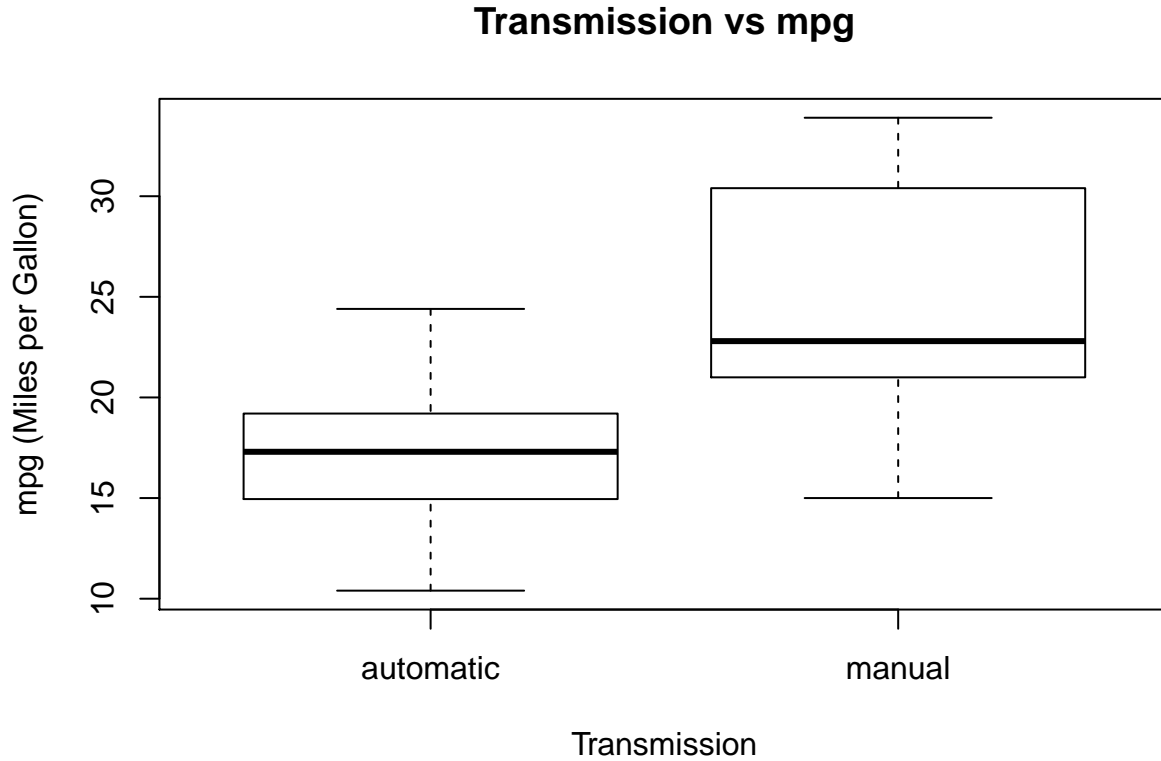 Transmission vs mpg
mpg (Miles per Gallon)
30
25
20
15
10
automatic manual
Transmission